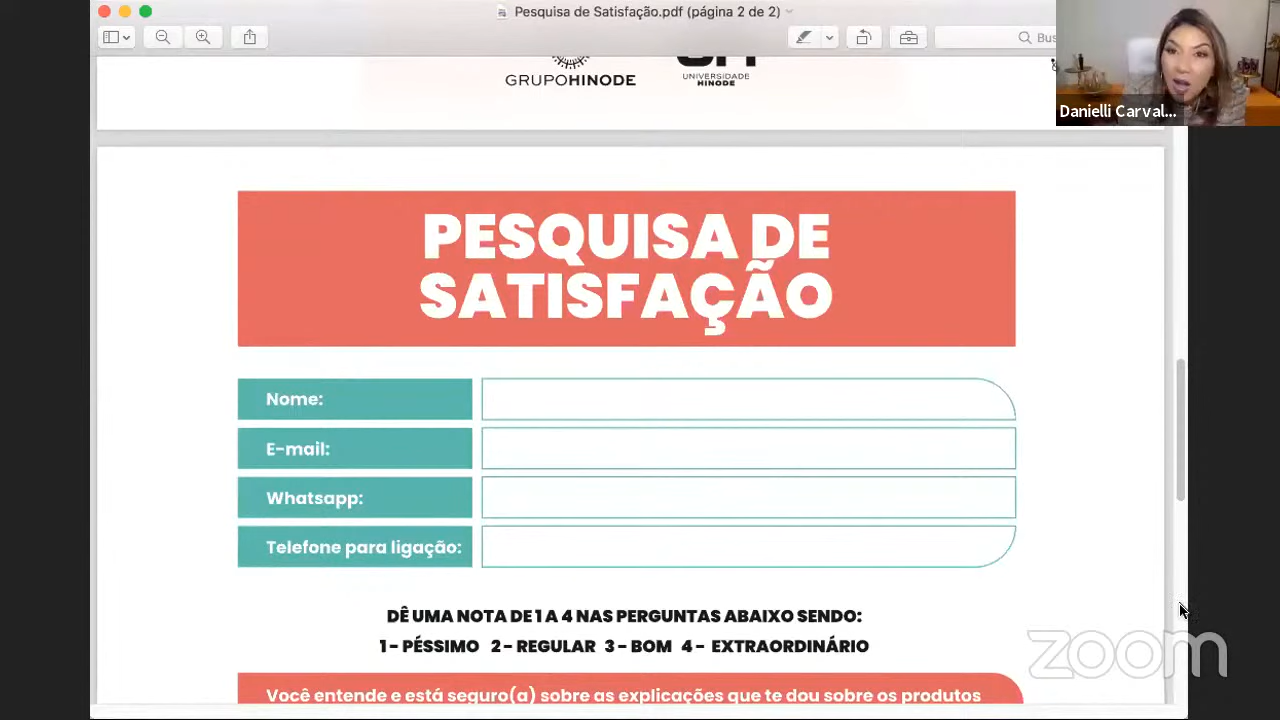 Pesquisa de Satisfação.pdf (página 2 de 2)
Bus
GRUPOHINODE
UNIVERSIDADE
HINODE
Danielli Carval...
PESQUISA DE
SATISFAÇÃO
Nome:
E-mail:
Whatsapp:
Telefone para ligação:
DÊ UMA NOTA DE 1 A 4 NAS PERGUNTAS ABAIXO SENDO:
1 - PÉSSIMO 2 - REGULAR 3 - BOM 4 - EXTRAORDINÁRIO
zoom
Você entende e está seguro(a) sobre as explicações que te dou sobre os produtos